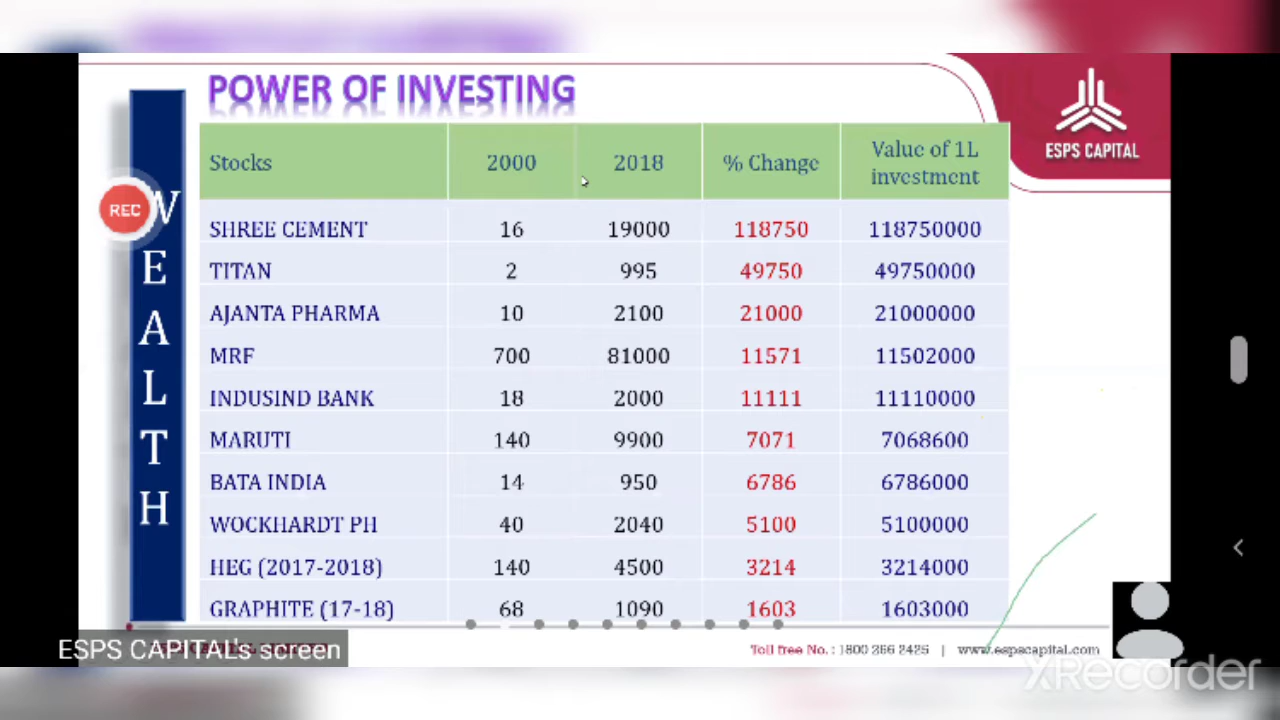 POWER OF INVESTING
ESPS CAPITAL
REC
WEALTH
Stocks 2000 2018 % Change Value of 1L investment
SHREE CEMENT 16 19000 118750 118750000
TITAN 2 995 49750 49750000
AJANTA PHARMA 10 2100 21000 21000000
MRF 700 81000 11571 11502000
INDUSIND BANK 18 2000 11111 11110000
MARUTI 140 9900 7071 7068600
BATA INDIA 14 950 6786 6786000
WOCKHARDT PH 40 2040 5100 5100000
HEG (2017-2018) 140 4500 3214 3214000
GRAPHITE (17-18) 68 1090 1603 1603000
ESPS CAPITAL's screen
Toll free No. : 1800 266 2425 | www.espscapital.com
XRecorder